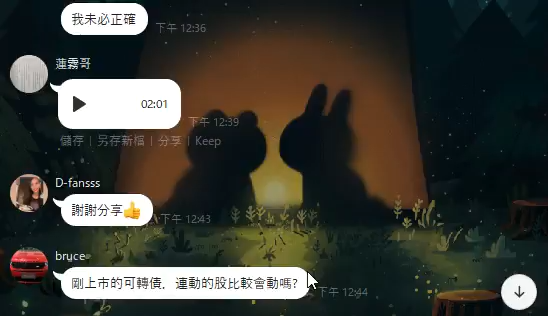 我未必正確
下午 12:36
蓮霧哥
02:01
下午 12:39
儲存 | 另存新檔 | 分享 | Keep
D-fansss
謝謝分享👍
下午 12:43
bryce
剛上市的可轉債．運動的股比較會動嗎?
下午 12:44